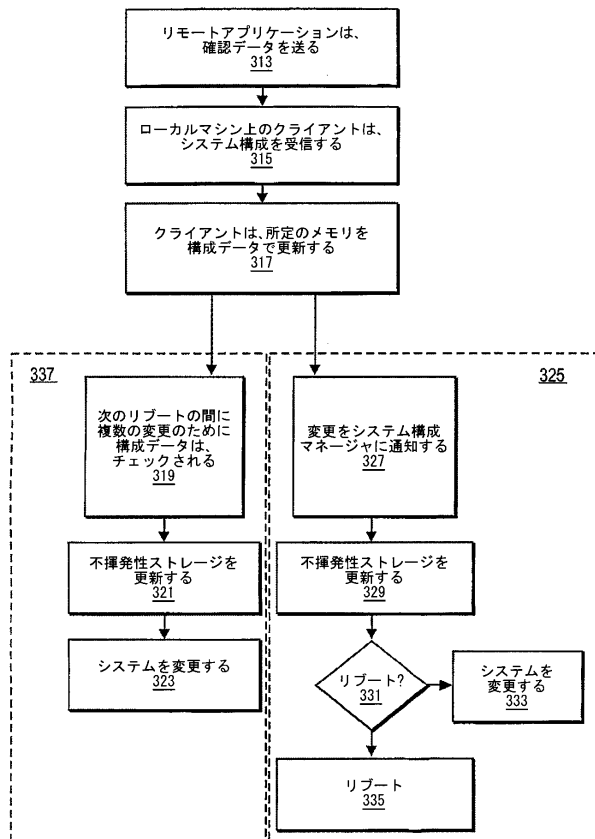 リモートアプリケーションは、
確認データを送る
313
ローカルマシン上のクライアントは、
システム構成を受信する
315
クライアントは、所定のメモリを
構成データで更新する
317
337
次のリブートの間に
複数の変更のために
構成データは、
チェックされる
319
不揮発性ストレージを
更新する
321
システムを変更する
323
325
変更をシステム構成
マネージャに通知する
327
不揮発性ストレージを
更新する
329
リブート?
331
システムを
変更する
333
リブート
335